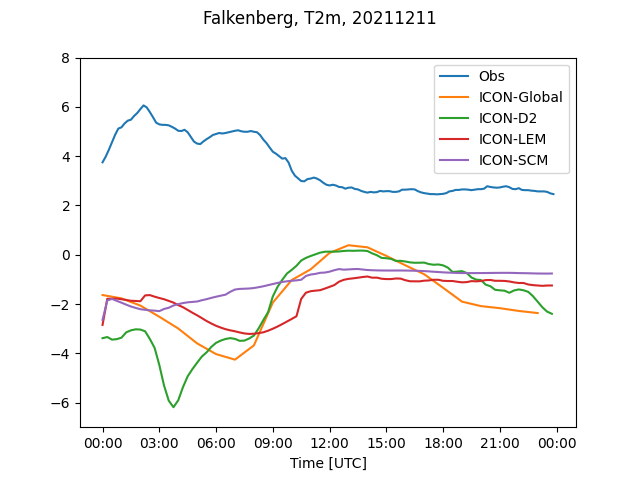 Falkenberg, T2m, 20211211
8
6
4
2
0
−2
−4
−6
Obs
ICON-Global
ICON-D2
ICON-LEM
ICON-SCM
00:00 03:00 06:00 09:00 12:00 15:00 18:00 21:00 00:00
Time [UTC]